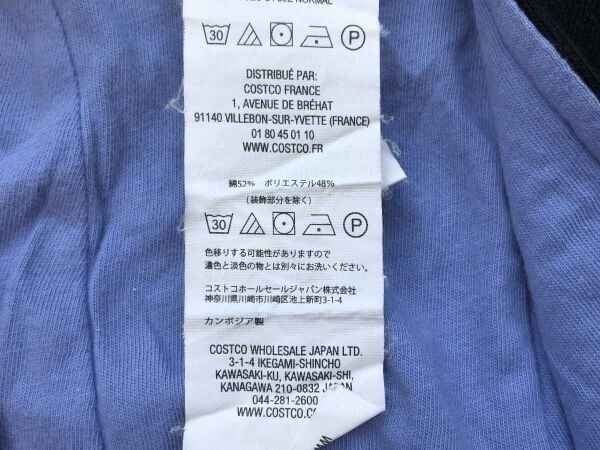 CYCLE NORMAL
30 P
DISTRIBUÉ PAR:
COSTCO FRANCE
1, AVENUE DE BRÉHAT
91140 VILLEBON-SUR-YVETTE (FRANCE)
01 80 45 01 10
WWW.COSTCO.FR
綿52% ポリエステル48%
(装飾部分を除く)
30 P
色移りする可能性がありますので
濃色と淡色の物とは別々にお洗いください。
コストコホールセールジャパン株式会社
神奈川県川崎市川崎区池上新町3-1-4
カンボジア製
COSTCO WHOLESALE JAPAN LTD.
3-1-4 IKEGAMI-SHINCHO
KAWASAKI-KU, KAWASAKI-SHI,
KANAGAWA 210-0832 JAPAN
044-281-2600
WWW.COSTCO.C